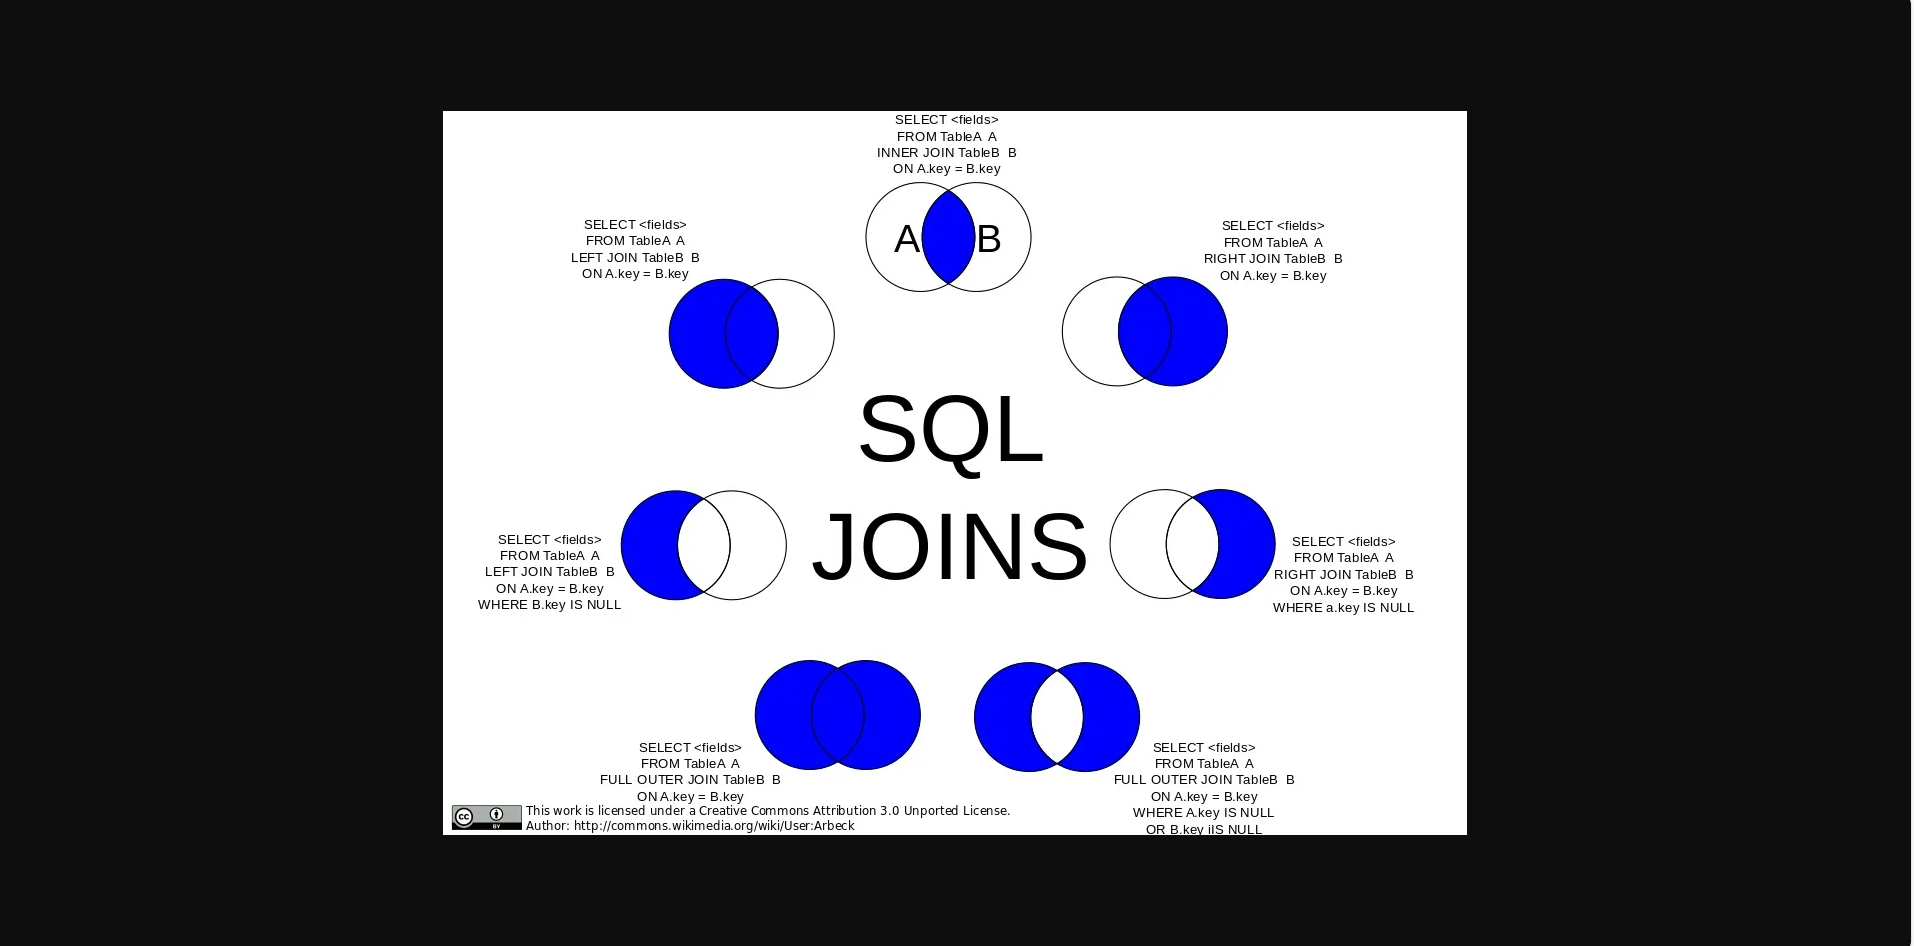 SELECT <fields>
FROM TableA A
INNER JOIN TableB B
ON A.key = B.key
A B
SELECT <fields>
FROM TableA A
LEFT JOIN TableB B
ON A.key = B.key
SELECT <fields>
FROM TableA A
RIGHT JOIN TableB B
ON A.key = B.key
SQL
JOINS
SELECT <fields>
FROM TableA A
LEFT JOIN TableB B
ON A.key = B.key
WHERE B.key IS NULL
SELECT <fields>
FROM TableA A
RIGHT JOIN TableB B
ON A.key = B.key
WHERE a.key IS NULL
SELECT <fields>
FROM TableA A
FULL OUTER JOIN TableB B
ON A.key = B.key
SELECT <fields>
FROM TableA A
FULL OUTER JOIN TableB B
ON A.key = B.key
WHERE A.key IS NULL
OR B.key iIS NULL
cc
BY
This work is licensed under a Creative Commons Attribution 3.0 Unported License.
Author: http://commons.wikimedia.org/wiki/User:Arbeck